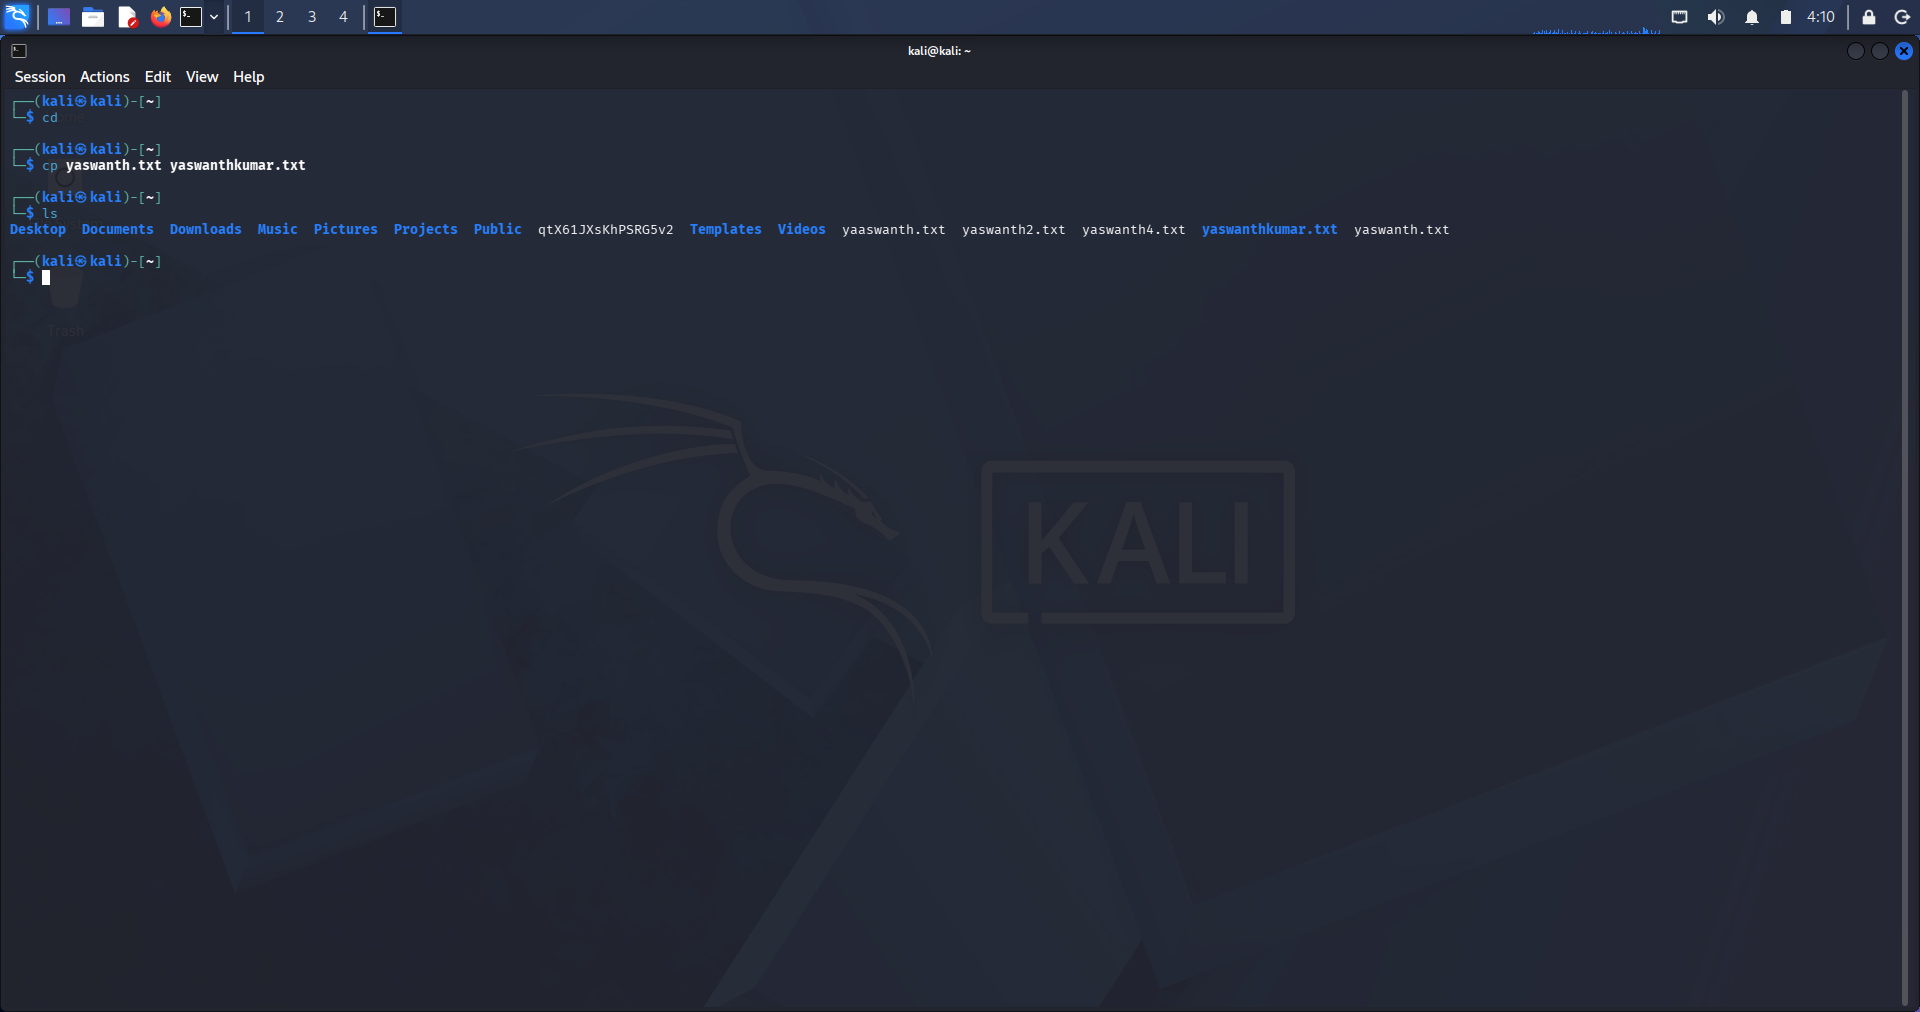 1 2 3 4 4:10
kali@kali: ~
Session Actions Edit View Help
┌──(kali㉿kali)-[~]
└─$ cd
┌──(kali㉿kali)-[~]
└─$ cp yaswanth.txt yaswanthkumar.txt
┌──(kali㉿kali)-[~]
└─$ ls
Desktop Documents Downloads Music Pictures Projects Public qtX61JXsKhPSRG5v2 Templates Videos yaaswanth.txt yaswanth2.txt yaswanth4.txt yaswanthkumar.txt yaswanth.txt
┌──(kali㉿kali)-[~]
└─$
Trash
KALI